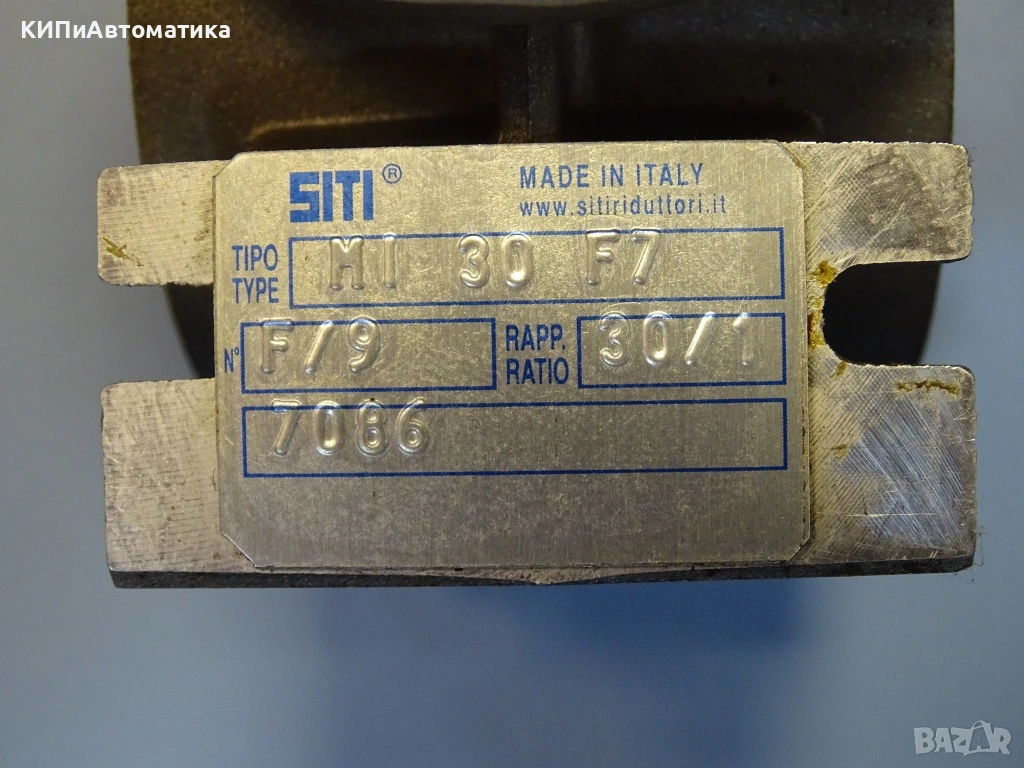 КИПиАвтоматика
SITI ® MADE IN ITALY
www.sitiriduttori.it
TIPO
TYPE MI 30 F7
N° F/9 RAPP.
RATIO 30/1
7086
BAZAR